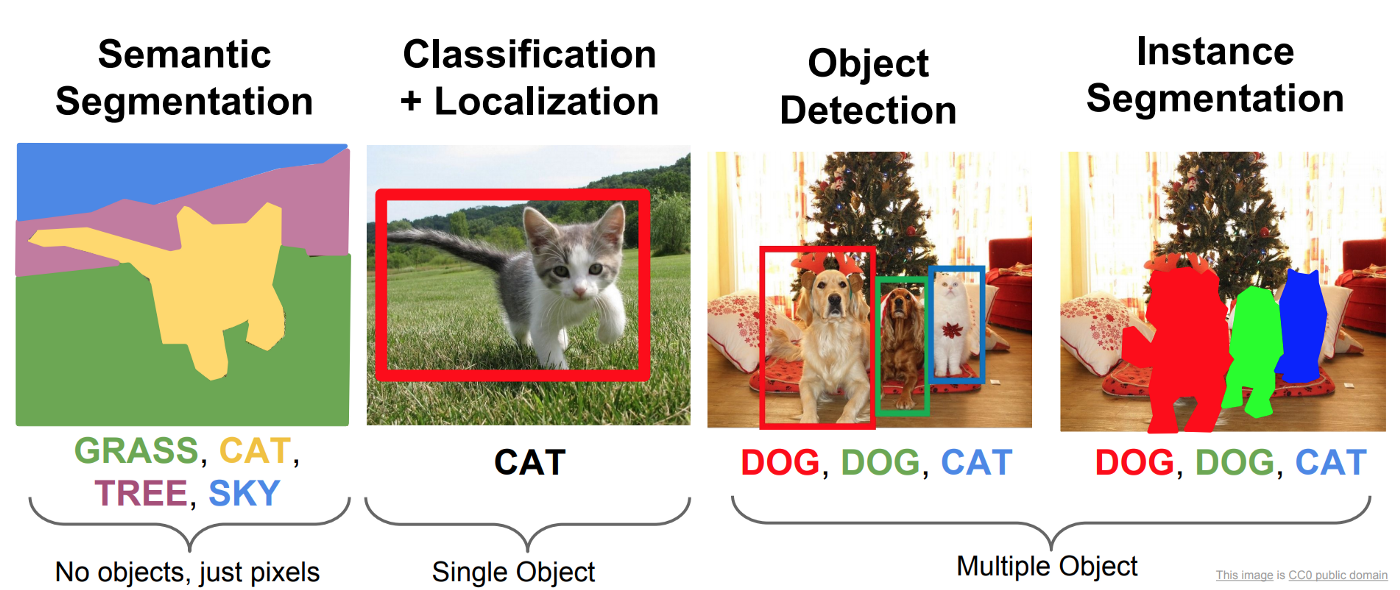 Semantic
Segmentation
Classification
+ Localization
Object
Detection
Instance
Segmentation
GRASS, CAT,
TREE, SKY
CAT
DOG, DOG, CAT
DOG, DOG, CAT
No objects, just pixels
Single Object
Multiple Object
This image is CC0 public domain